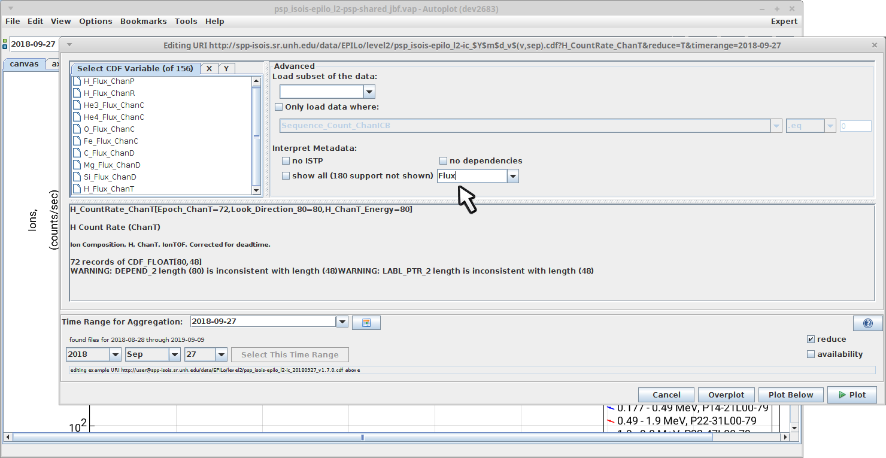 psp_isois-epilo_l2-psp-shared_jbf.vap - Autoplot (dev2683)
File Edit View Options Bookmarks Tools Help Expert
2018-09-27
Editing URI http://spp-isois.sr.unh.edu/data/EPILo/level2/psp_isois-epilo_l2-ic_$Y$m$d_v$(v,sep).cdf?H_CountRate_ChanT&reduce=T&timerange=2018-09-27
canvas
Select CDF Variable (of 156) X Y
H_Flux_ChanP
H_Flux_ChanR
He3_Flux_ChanC
He4_Flux_ChanC
O_Flux_ChanC
Fe_Flux_ChanC
C_Flux_ChanD
Mg_Flux_ChanD
Si_Flux_ChanD
H_Flux_ChanT
Advanced
Load subset of the data:
Only load data where:
Sequence_Count_ChanICR .eq 0
Interpret Metadata:
no ISTP no dependencies
show all (180 support not shown) Flux
Ions,
(counts/sec)
H_CountRate_ChanT[Epoch_ChanT=72,Look_Direction_80=80,H_ChanT_Energy=80]
H Count Rate (ChanT)
Ion Composition, H, ChanT, IonTOF. Corrected for deadtime.
72 records of CDF_FLOAT[80,48]
WARNING: DEPEND_2 length (80) is inconsistent with length (48)WARNING: LABL_PTR_2 length is inconsistent with length (48)
Time Range for Aggregation: 2018-09-27
found files for 2018-08-28 through 2019-09-09
2018 Sep 27 Select This Time Range
reduce
availability
editing example URI http://user@spp-isois.sr.unh.edu/data/EPILo/level2/psp_isois-epilo_l2-ic_20180927_v1.7.0.cdf above
Cancel Overplot Plot Below Plot
10²
0.177 - 0.49 MeV, P14-21L00-79
0.49 - 1.9 MeV, P22-31L00-79